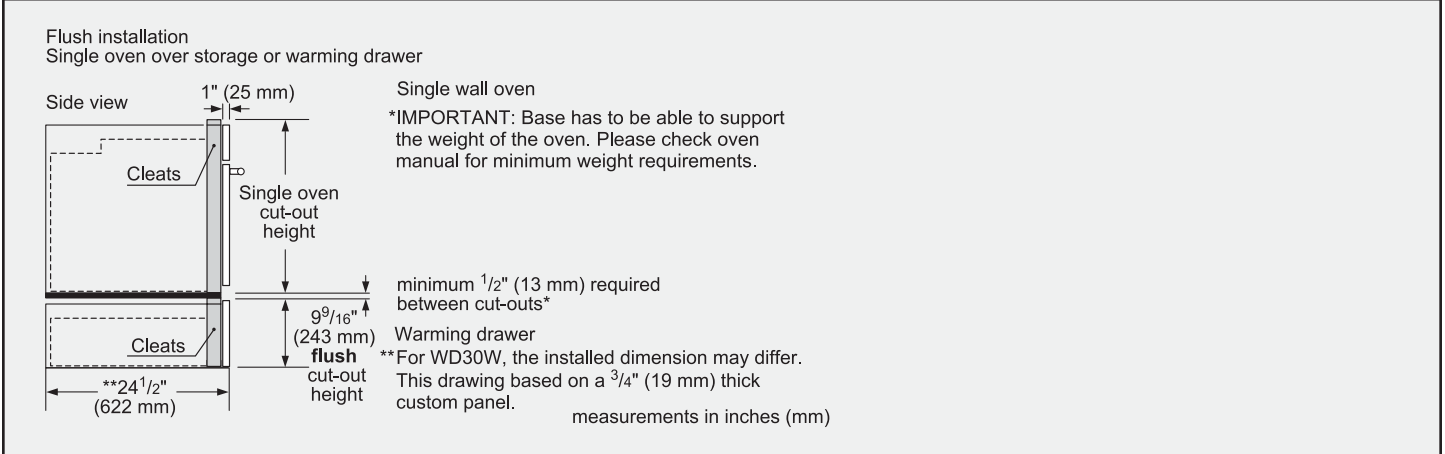 Flush installation
Single oven over storage or warming drawer
Side view
1" (25 mm)
Cleats
Single oven
cut-out
height
Cleats
9 9/16"
(243 mm)
flush
cut-out
height
**24 1/2"
(622 mm)
Single wall oven
*IMPORTANT: Base has to be able to support
the weight of the oven. Please check oven
manual for minimum weight requirements.
minimum 1/2" (13 mm) required
between cut-outs*
Warming drawer
**For WD30W, the installed dimension may differ.
This drawing based on a 3/4" (19 mm) thick
custom panel.
measurements in inches (mm)